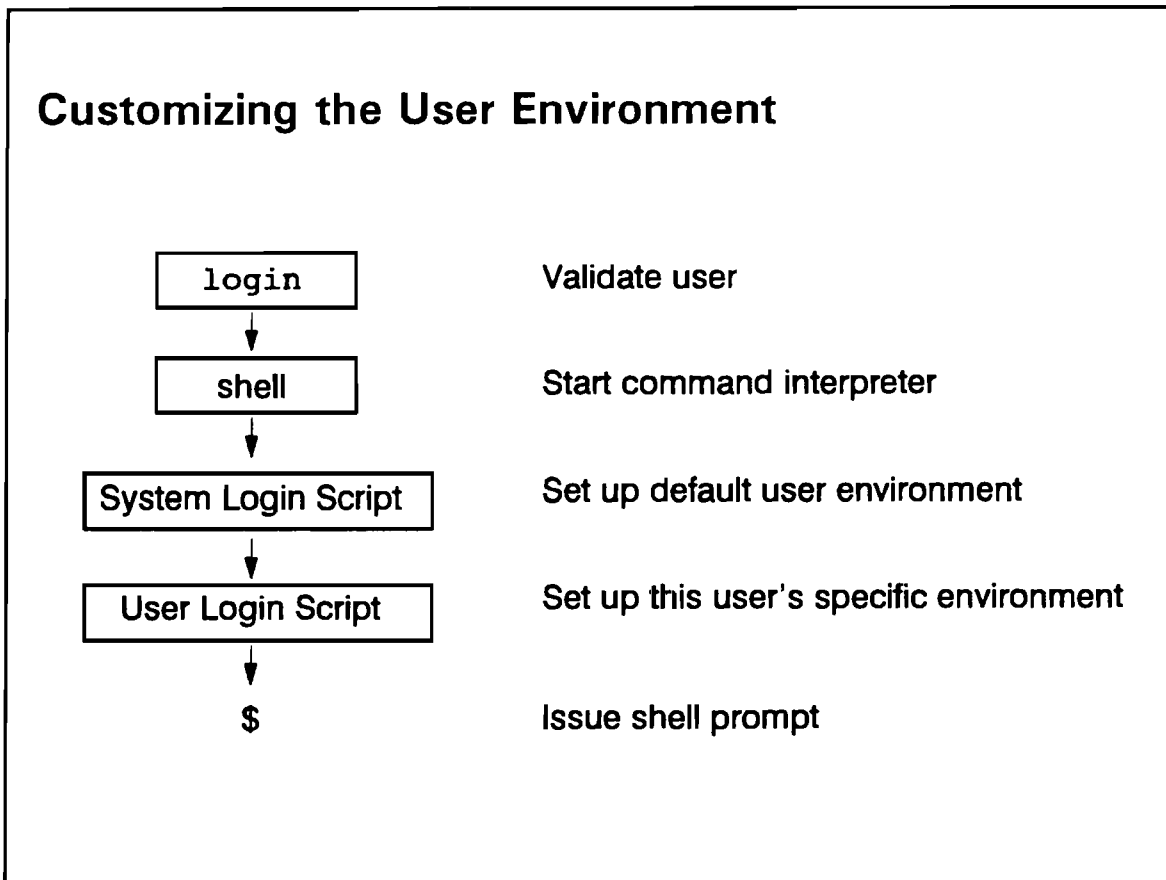 Customizing the User Environment
login
Validate user
shell
Start command interpreter
System Login Script
Set up default user environment
User Login Script
Set up this user's specific environment
$
Issue shell prompt